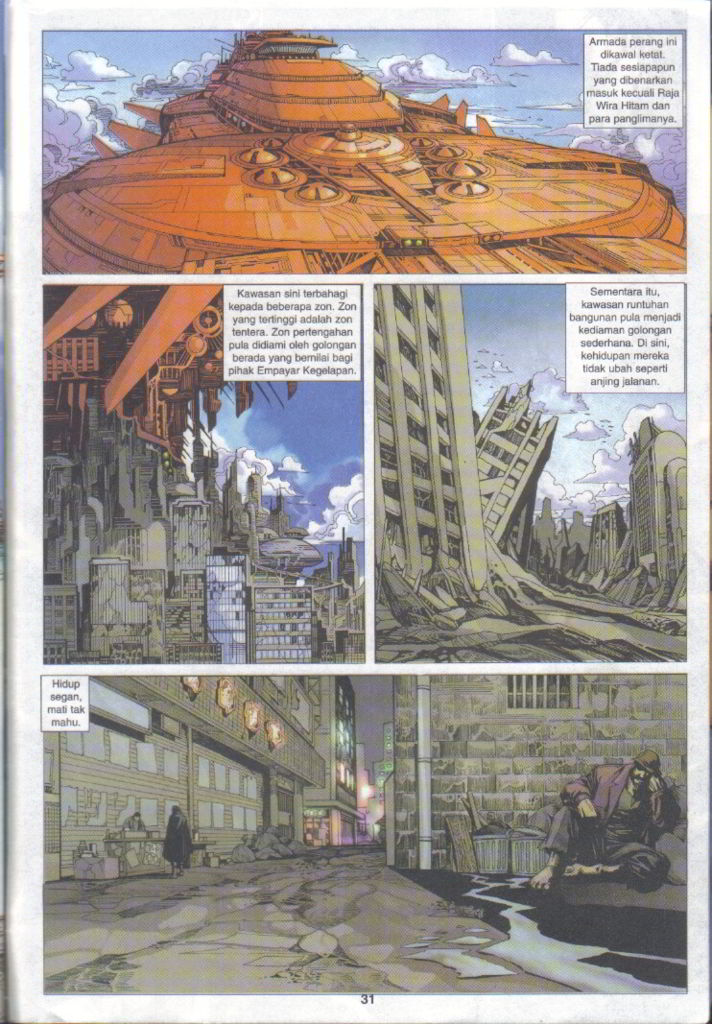 Armada perang ini
dikawal ketat.
Tiada sesiapapun
yang dibenarkan
masuk kecuali Raja
Wira Hitam dan
para panglimanya.
Kawasan sini terbahagi
kepada beberapa zon. Zon
yang tertinggi adalah zon
tentera. Zon pertengahan
pula didiami oleh golongan
berada yang bernilai bagi
pihak Empayar Kegelapan.
Sementara itu,
kawasan runtuhan
bangunan pula menjadi
kediaman golongan
sederhana. Di sini,
kehidupan mereka
tidak ubah seperti
anjing jalanan.
Hidup
segan,
mati tak
mahu.
31